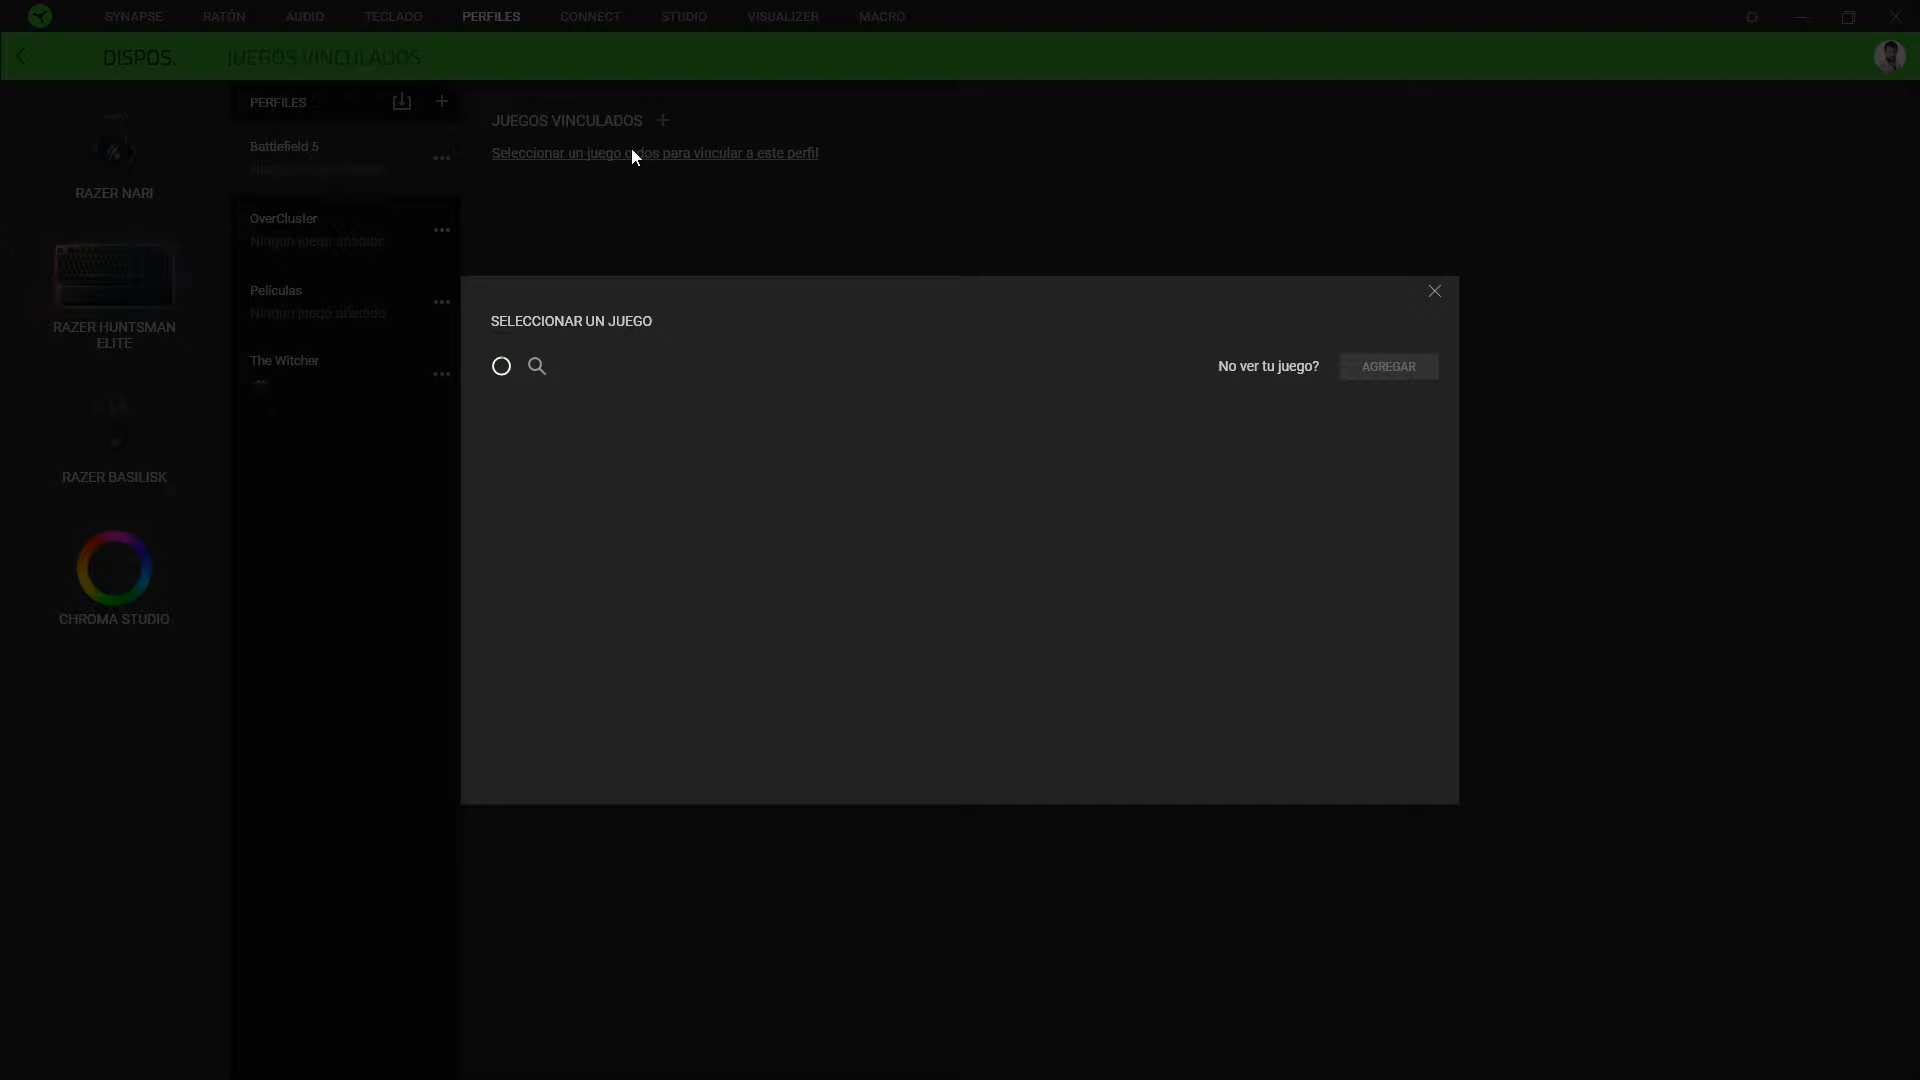 SYNAPSE RATÓN AUDIO TECLADO PERFILES CONNECT STUDIO VISUALIZER MACRO
DISPOS. JUEGOS VINCULADOS
RAZER NARI
RAZER HUNTSMAN
ELITE
RAZER BASILISK
CHROMA STUDIO
PERFILES
Battlefield 5
OverCluster
Ningún juego añadido
Películas
Ningún juego añadido
The Witcher
JUEGOS VINCULADOS
Seleccionar un juego dos para vincular a este perfil
SELECCIONAR UN JUEGO
No ver tu juego? AGREGAR